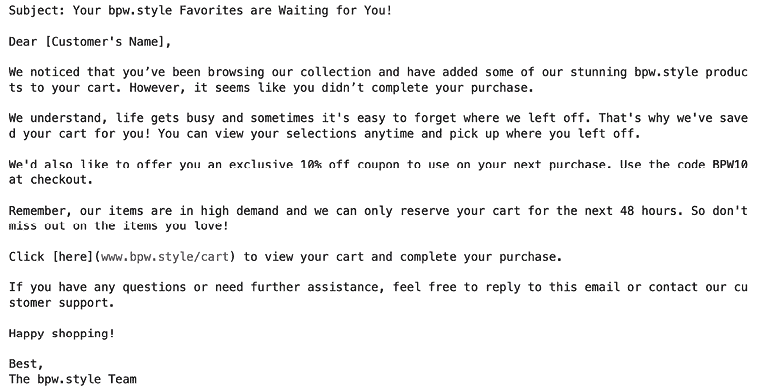 Subject: Your bpw.style Favorites are Waiting for You!
Dear [Customer's Name],
We noticed that you’ve been browsing our collection and have added some of our stunning bpw.style produc
ts to your cart. However, it seems like you didn’t complete your purchase.
We understand, life gets busy and sometimes it's easy to forget where we left off. That's why we've save
d your cart for you! You can view your selections anytime and pick up where you left off.
We'd also like to offer you an exclusive 10% off coupon to use on your next purchase. Use the code BPW10
at checkout.
Remember, our items are in high demand and we can only reserve your cart for the next 48 hours. So don't
miss out on the items you love!
Click [here](www.bpw.style/cart) to view your cart and complete your purchase.
If you have any questions or need further assistance, feel free to reply to this email or contact our cu
stomer support.
Happy shopping!
Best,
The bpw.style Team